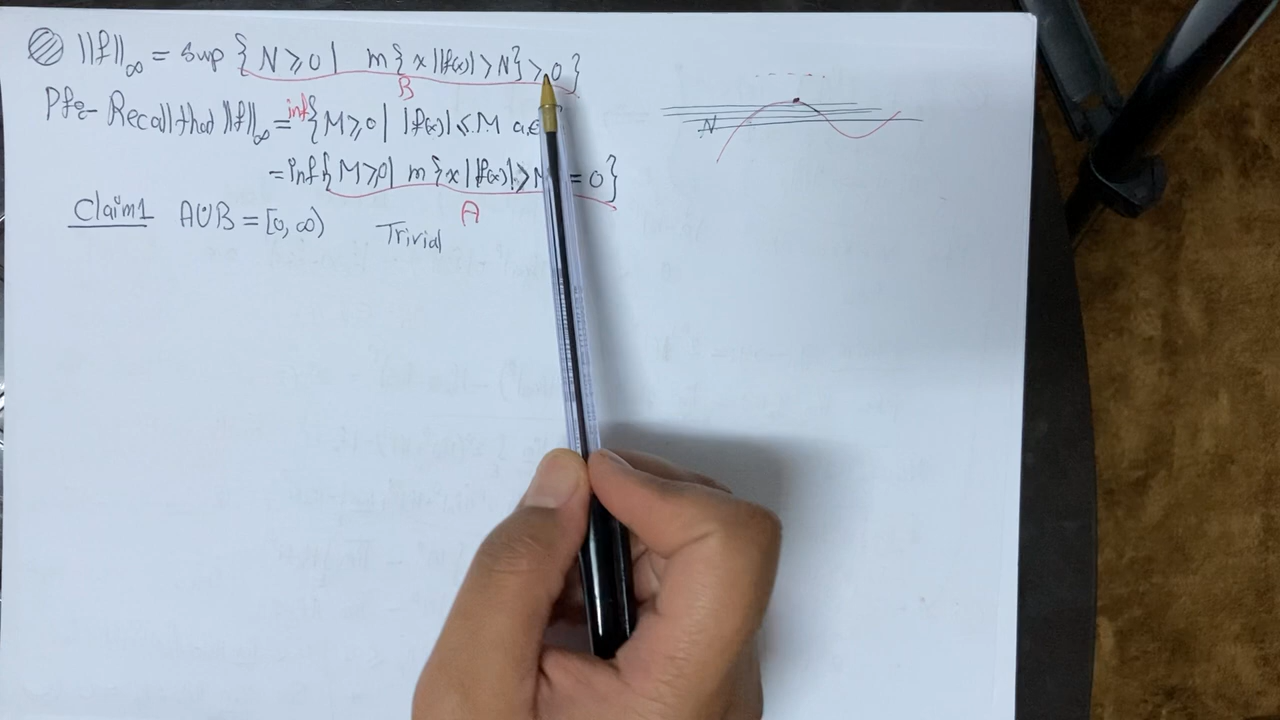 ||f||∞ = sup { N ≥ 0 | m{ x | |f(x)| > N} > 0 }
B
Pf:- Recall that ||f||∞ = inf { M ≥ 0 | |f(x)| ≤ M a.e
= inf { M ≥ 0 | m{ x | |f(x)| > M = 0 }
A
Claim1 A∪B = [0, ∞) Trivial
N